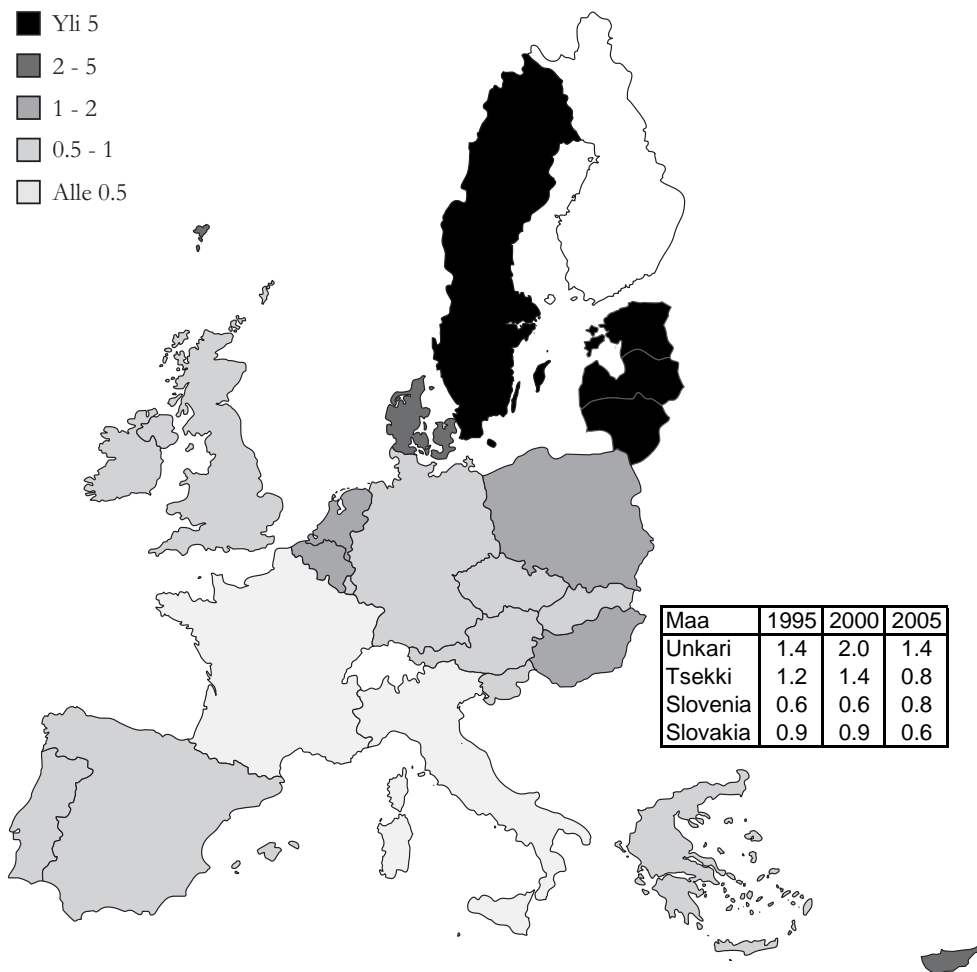 Yli 5
2 - 5
1 - 2
0.5 - 1
Alle 0.5
Maa 1995 2000 2005
Unkari 1.4 2.0 1.4
Tsekki 1.2 1.4 0.8
Slovenia 0.6 0.6 0.8
Slovakia 0.9 0.9 0.6